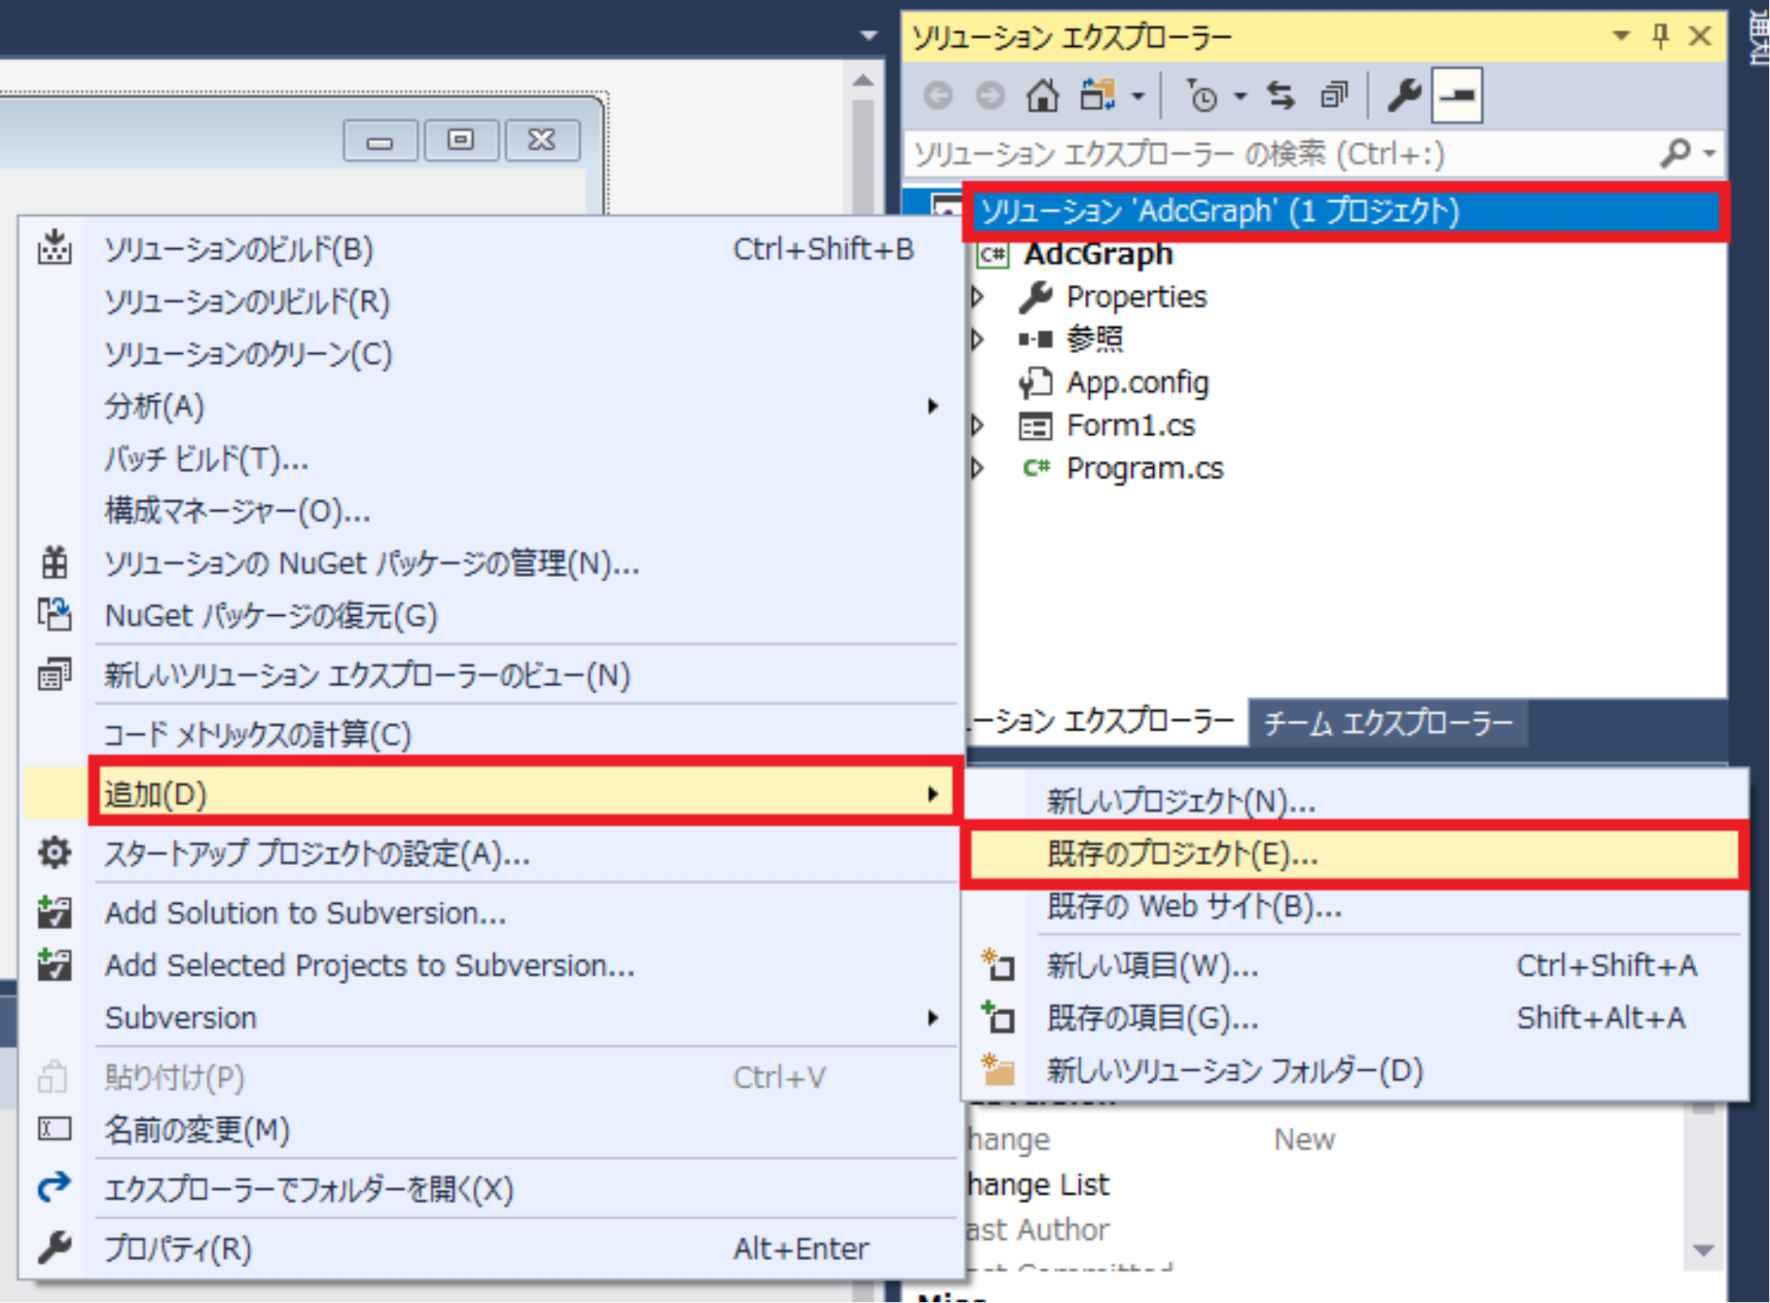 ソリューション エクスプローラー
通知
ソリューション エクスプローラー の検索 (Ctrl+:)
ソリューション 'AdcGraph' (1 プロジェクト)
C# AdcGraph
Properties
参照
App.config
Form1.cs
C# Program.cs
ソリューションのビルド(B) Ctrl+Shift+B
ソリューションのリビルド(R)
ソリューションのクリーン(C)
分析(A)
バッチ ビルド(T)...
構成マネージャー(O)...
ソリューションの NuGet パッケージの管理(N)...
NuGet パッケージの復元(G)
新しいソリューション エクスプローラーのビュー(N)
コード メトリックスの計算(C)
追加(D)
スタートアップ プロジェクトの設定(A)...
Add Solution to Subversion...
Add Selected Projects to Subversion...
Subversion
貼り付け(P) Ctrl+V
名前の変更(M)
エクスプローラーでフォルダーを開く(X)
プロパティ(R) Alt+Enter
ーション エクスプローラー チーム エクスプローラー
新しいプロジェクト(N)...
既存のプロジェクト(E)...
既存の Web サイト(B)...
新しい項目(W)... Ctrl+Shift+A
既存の項目(G)... Shift+Alt+A
新しいソリューション フォルダー(D)
hange New
hange List
ast Author